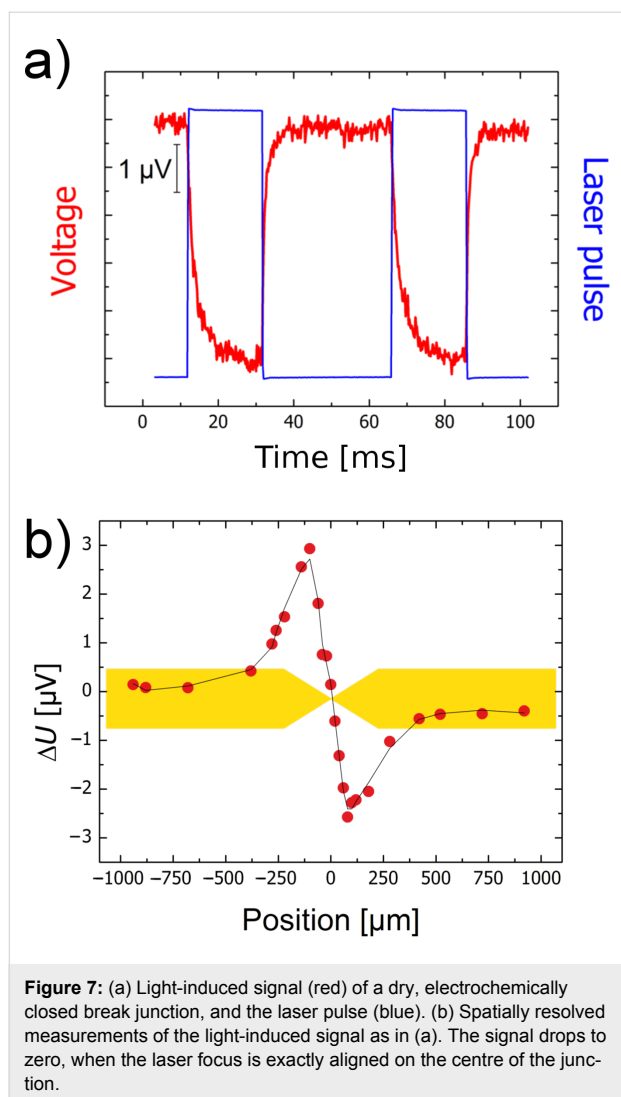 a)
1 µV
Voltage
Laser pulse
0 20 40 60 80 100
Time [ms]
b)
3
2
1
0
−1
−2
−3
ΔU [µV]
−1000 −750 −500 −250 0 250 500 750 1000
Position [µm]
Figure 7: (a) Light-induced signal (red) of a dry, electrochemically
closed break junction, and the laser pulse (blue). (b) Spatially resolved
measurements of the light-induced signal as in (a). The signal drops to
zero, when the laser focus is exactly aligned on the centre of the junc-
tion.